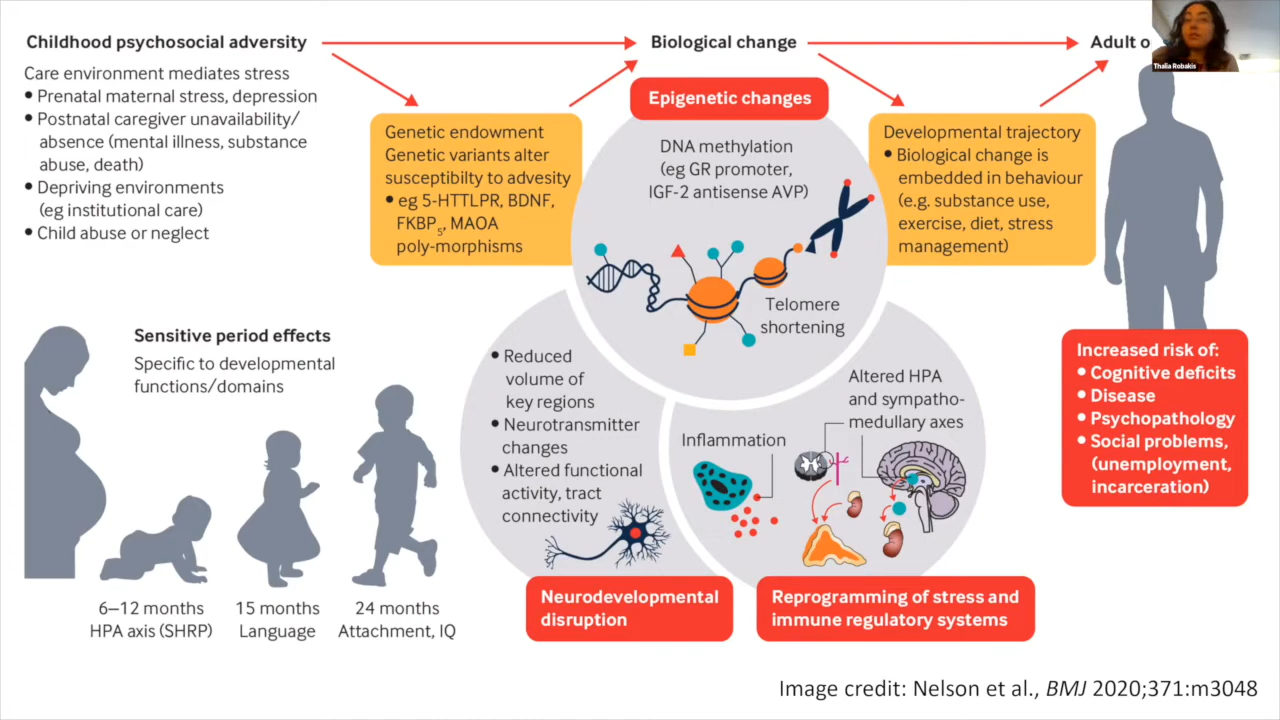 Childhood psychosocial adversity
Care environment mediates stress
• Prenatal maternal stress, depression
• Postnatal caregiver unavailability/
absence (mental illness, substance
abuse, death)
• Depriving environments
(eg institutional care)
• Child abuse or neglect
Genetic endowment
Genetic variants alter
susceptibilty to advesity
• eg 5-HTTLPR, BDNF,
FKBP5, MAOA
poly-morphisms
Biological change
Epigenetic changes
DNA methylation
(eg GR promoter,
IGF-2 antisense AVP)
Telomere
shortening
Developmental trajectory
• Biological change is
embedded in behaviour
(e.g. substance use,
exercise, diet, stress
management)
Adult o
Thalia Robakis
Sensitive period effects
Specific to developmental
functions/domains
6–12 months
HPA axis (SHRP)
15 months
Language
24 months
Attachment, IQ
• Reduced
volume of
key regions
• Neurotransmitter
changes
• Altered functional
activity, tract
connectivity
Neurodevelopmental
disruption
Inflammation
Altered HPA
and sympatho-
medullary axes
Reprogramming of stress and
immune regulatory systems
Increased risk of:
• Cognitive deficits
• Disease
• Psychopathology
• Social problems,
(unemployment,
incarceration)
Image credit: Nelson et al., BMJ 2020;371:m3048